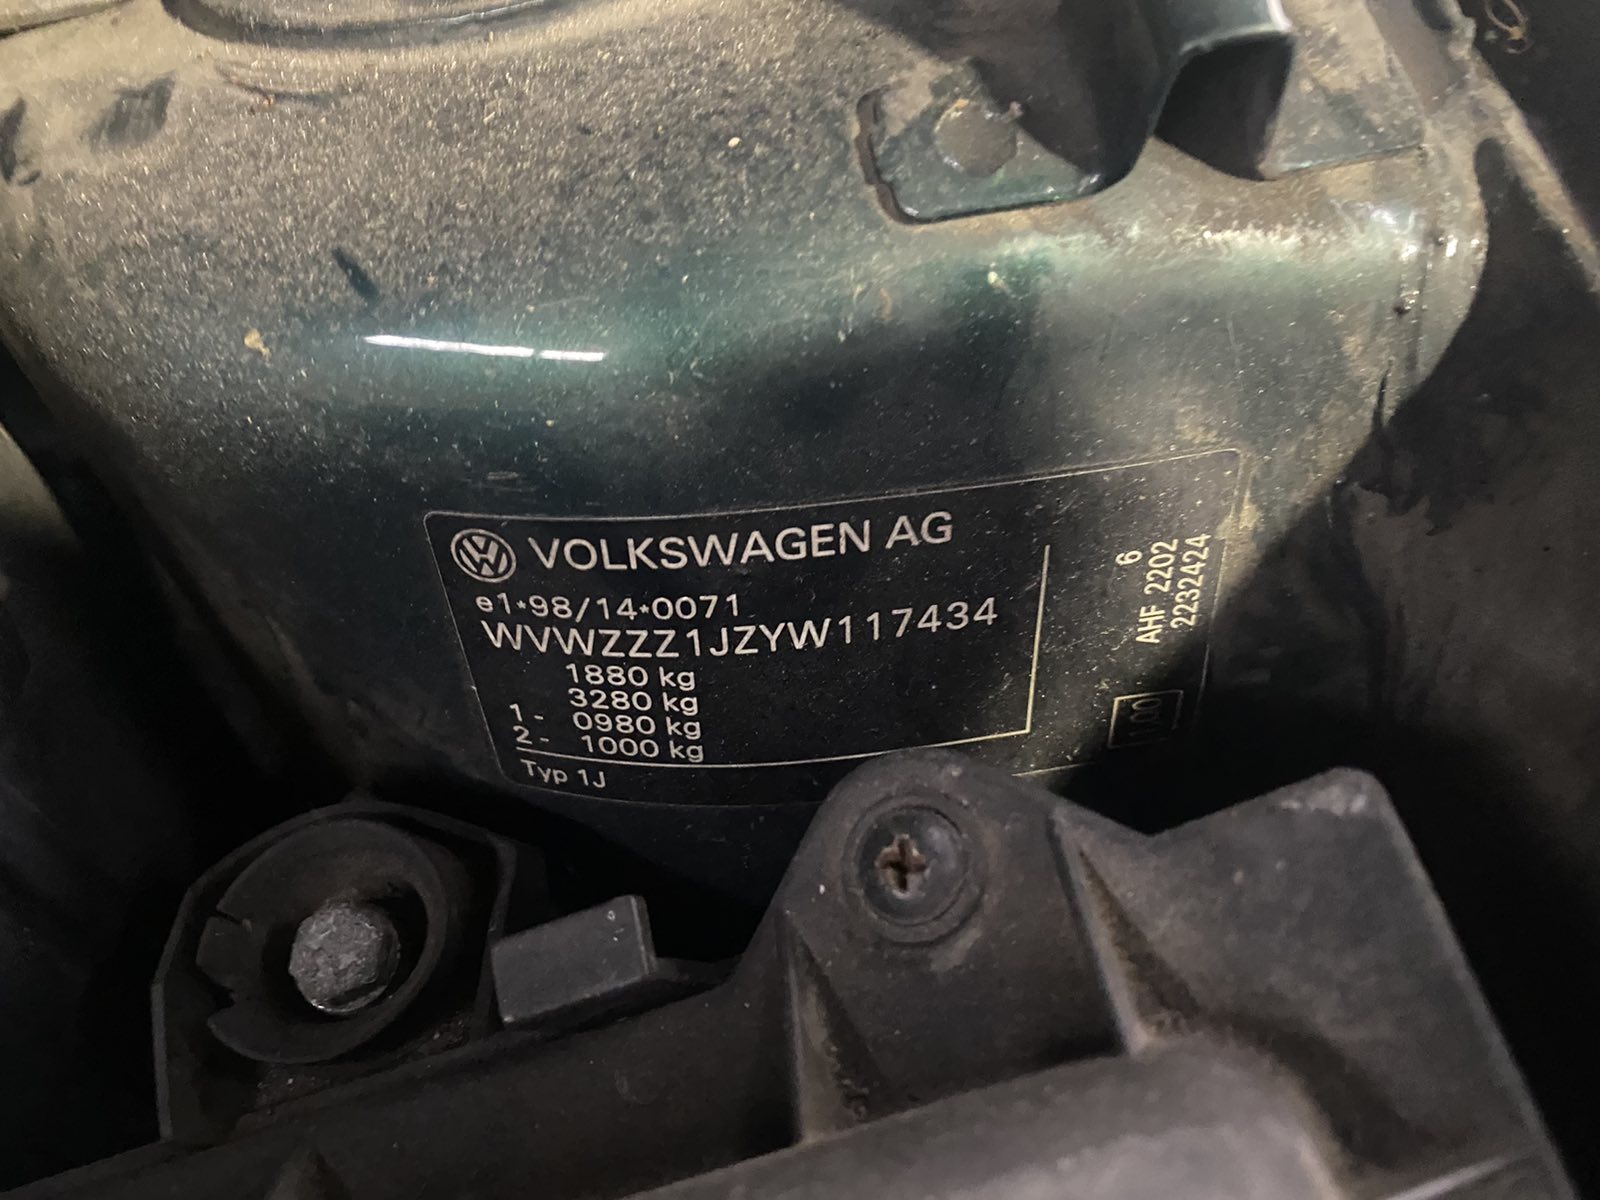 VOLKSWAGEN AG
e1*98/14*0071
WVWZZZ1JZYW117434
1880 kg
3280 kg
1 - 0980 kg
2 - 1000 kg
Typ 1J
6
AHF 2202
2232424
100